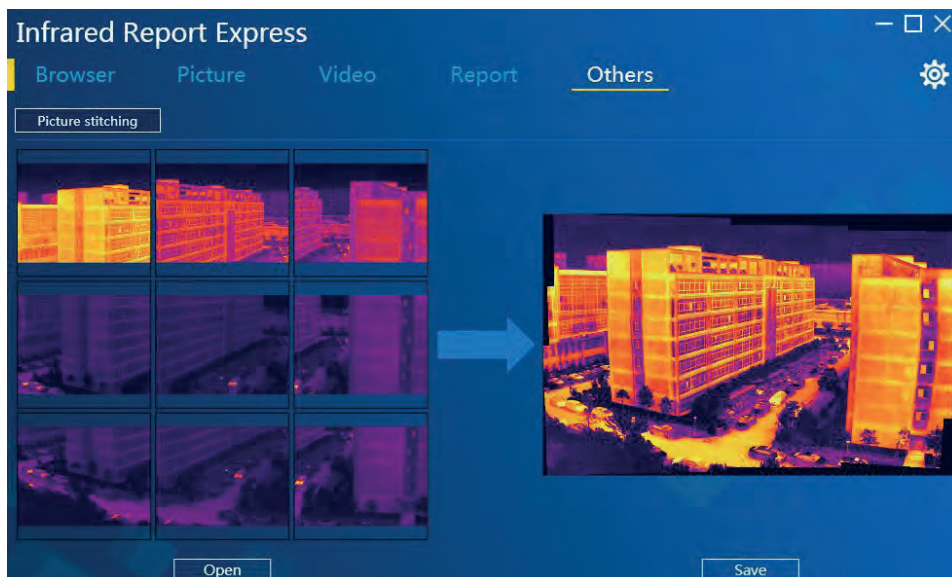 Infrared Report Express
Browser Picture Video Report Others
Picture stitching
Open Save